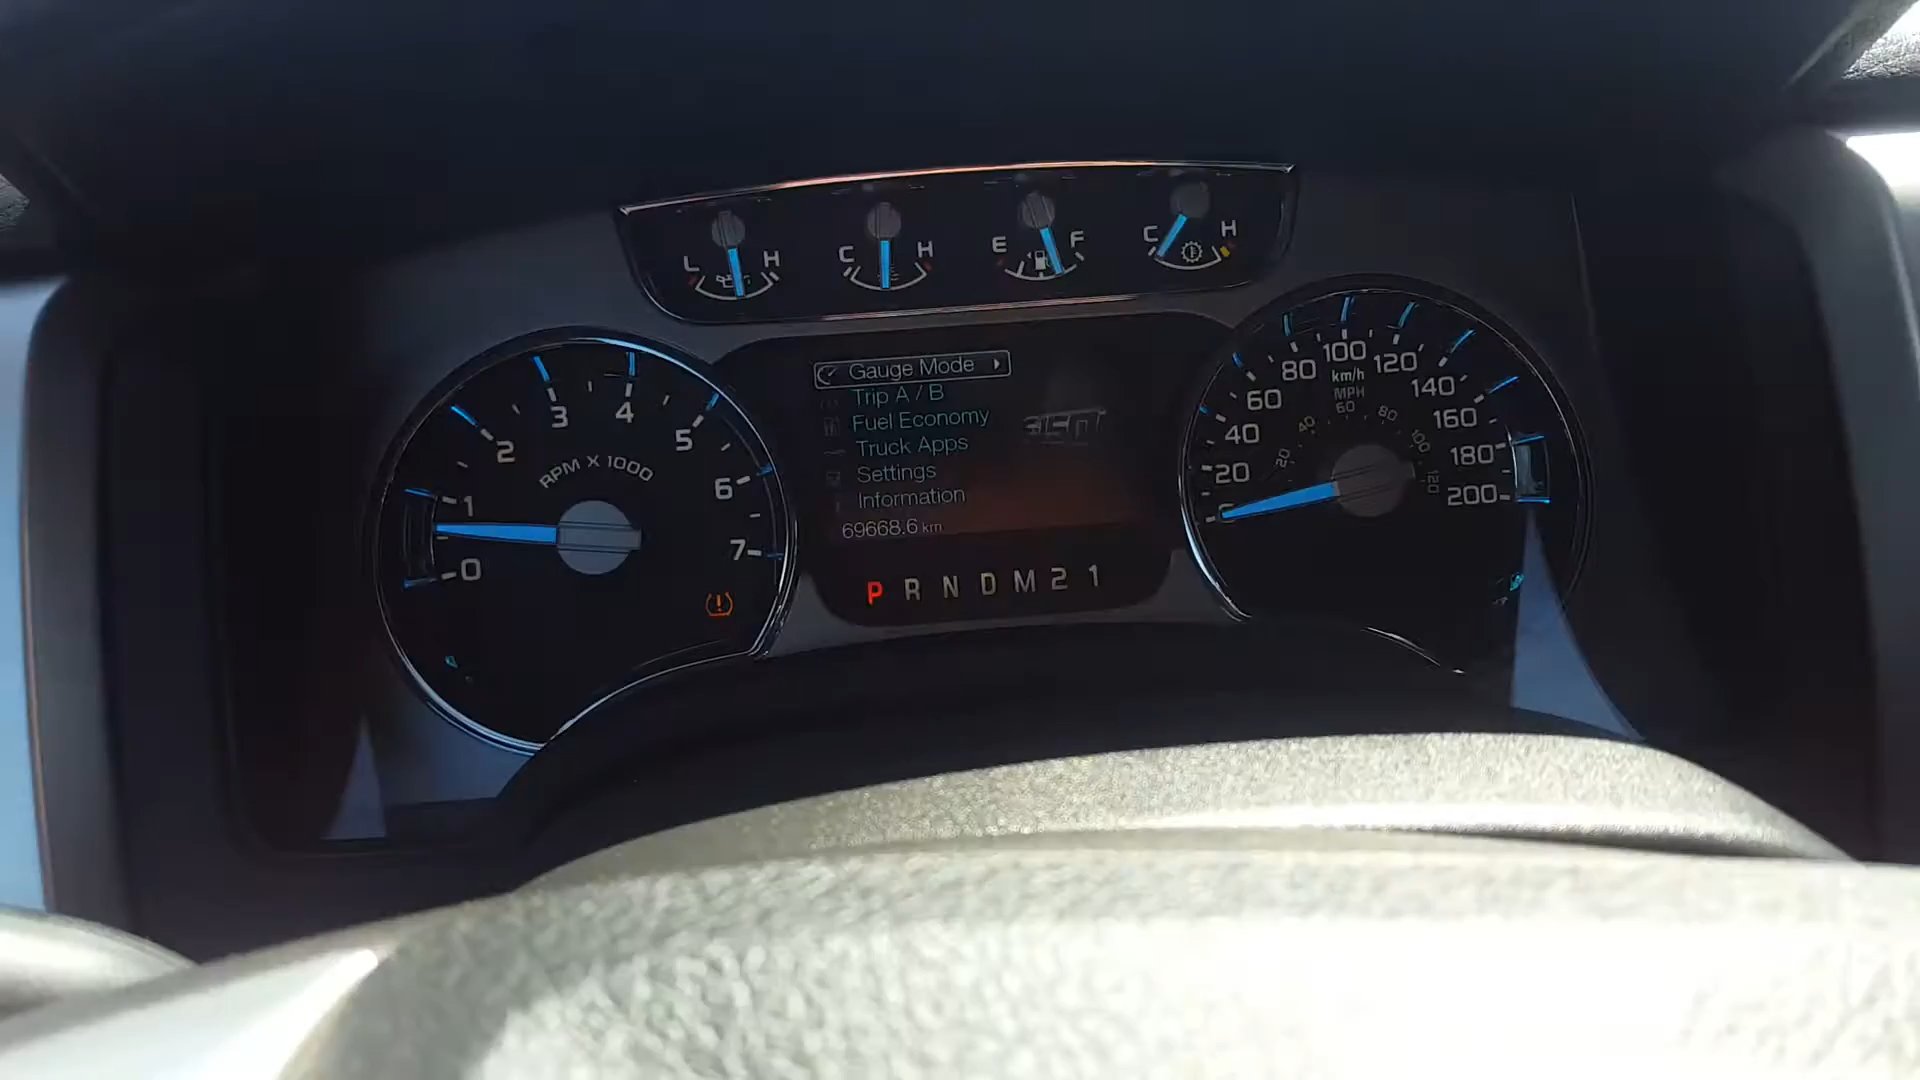 L H
C H
E F
C H
Gauge Mode
Trip A / B
Fuel Economy
Truck Apps
Settings
Information
69668.6 km
P R N D M 2 1
0 1 2 3 4 5 6 7
RPM X 1000
20 40 60 80 100 120 140 160 180 200
km/h
MPH
20 40 60 80 100 120